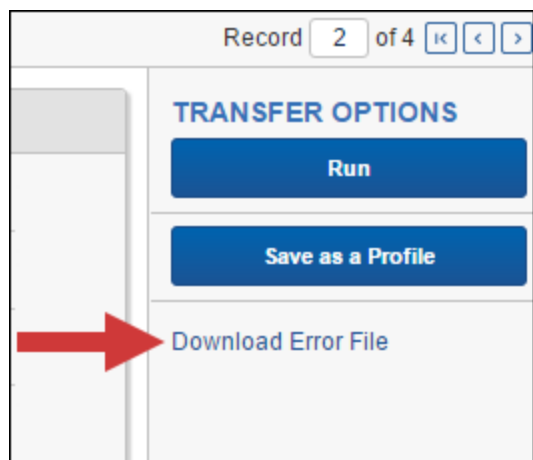 Record 2 of 4
TRANSFER OPTIONS
Run
Save as a Profile
Download Error File